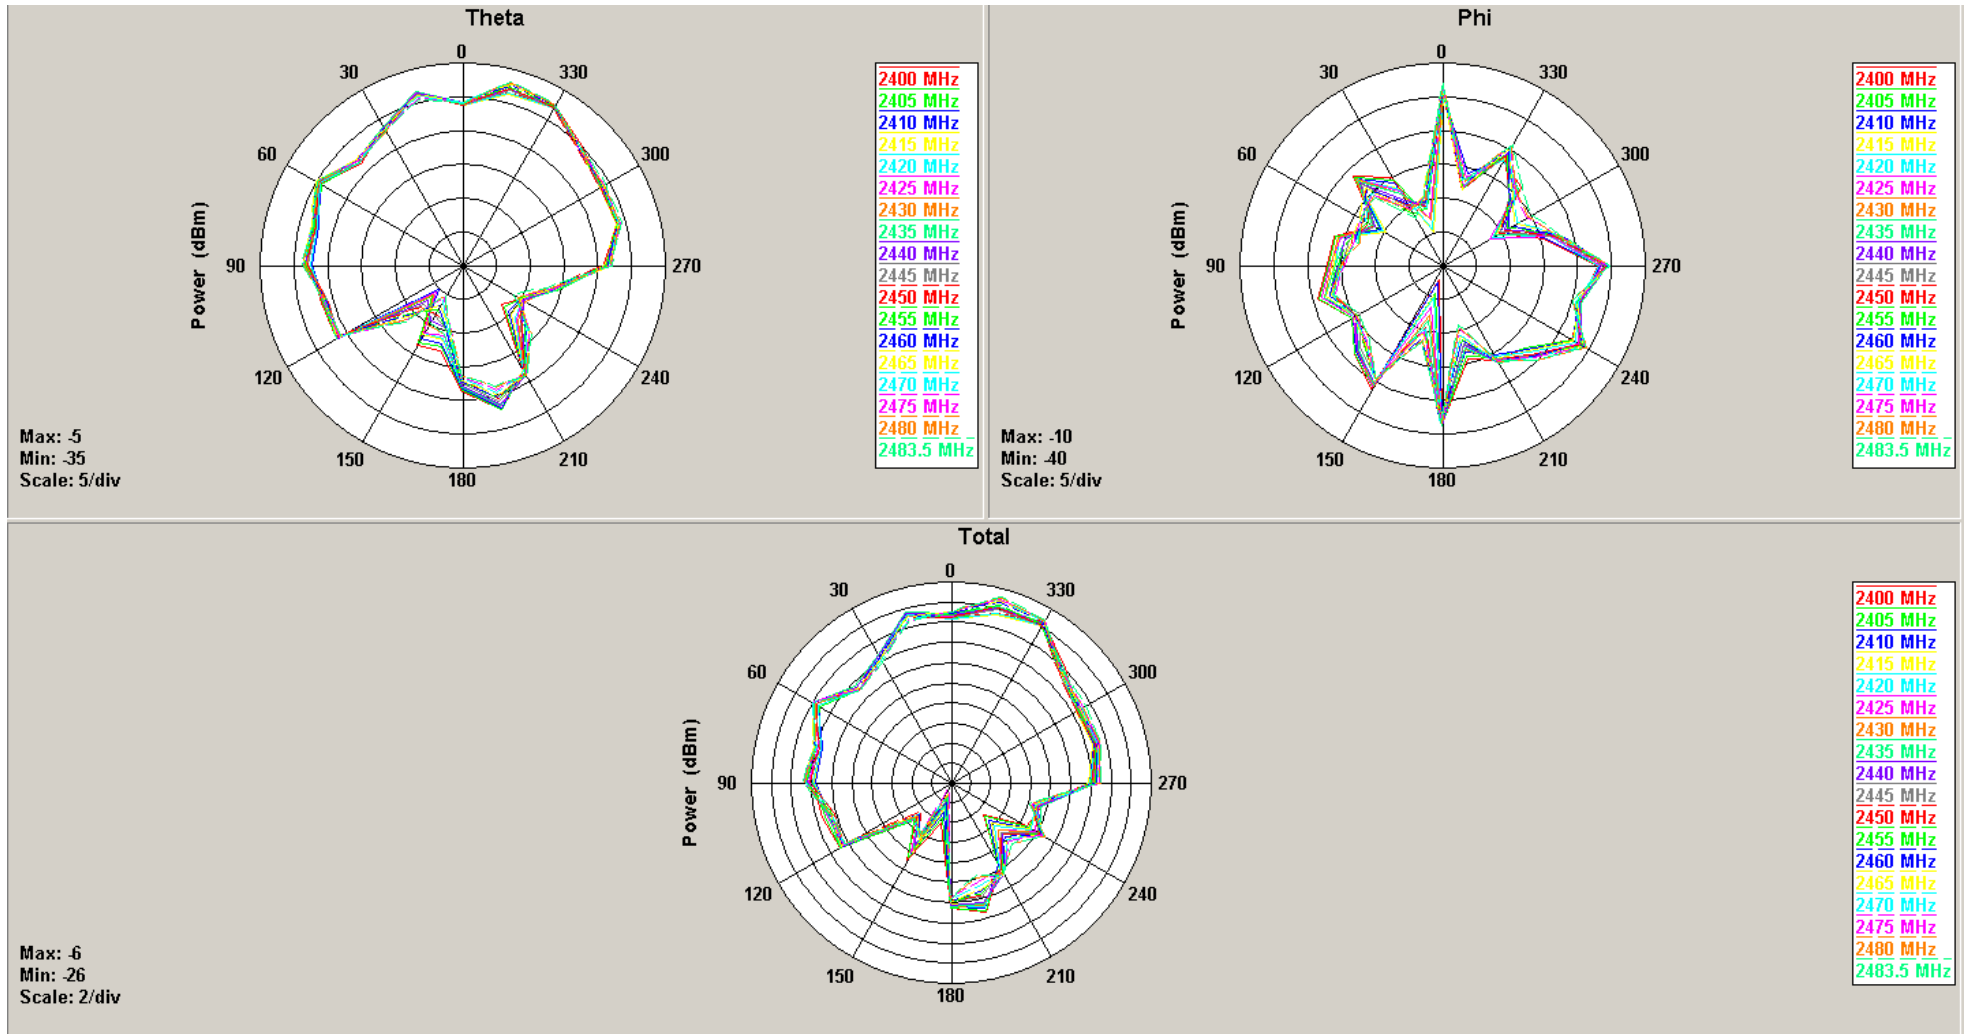 Theta
0
30
330
60
300
90
270
120
240
150
210
180
Power (dBm)
Max: -5
Min: -35
Scale: 5/div
2400 MHz
2405 MHz
2410 MHz
2415 MHz
2420 MHz
2425 MHz
2430 MHz
2435 MHz
2440 MHz
2445 MHz
2450 MHz
2455 MHz
2460 MHz
2465 MHz
2470 MHz
2475 MHz
2480 MHz
2483.5 MHz
Phi
0
30
330
60
300
90
270
120
240
150
210
180
Power (dBm)
Max: -10
Min: -40
Scale: 5/div
2400 MHz
2405 MHz
2410 MHz
2415 MHz
2420 MHz
2425 MHz
2430 MHz
2435 MHz
2440 MHz
2445 MHz
2450 MHz
2455 MHz
2460 MHz
2465 MHz
2470 MHz
2475 MHz
2480 MHz
2483.5 MHz
Total
0
30
330
60
300
90
270
120
240
150
210
180
Power (dBm)
Max: -6
Min: -26
Scale: 2/div
2400 MHz
2405 MHz
2410 MHz
2415 MHz
2420 MHz
2425 MHz
2430 MHz
2435 MHz
2440 MHz
2445 MHz
2450 MHz
2455 MHz
2460 MHz
2465 MHz
2470 MHz
2475 MHz
2480 MHz
2483.5 MHz